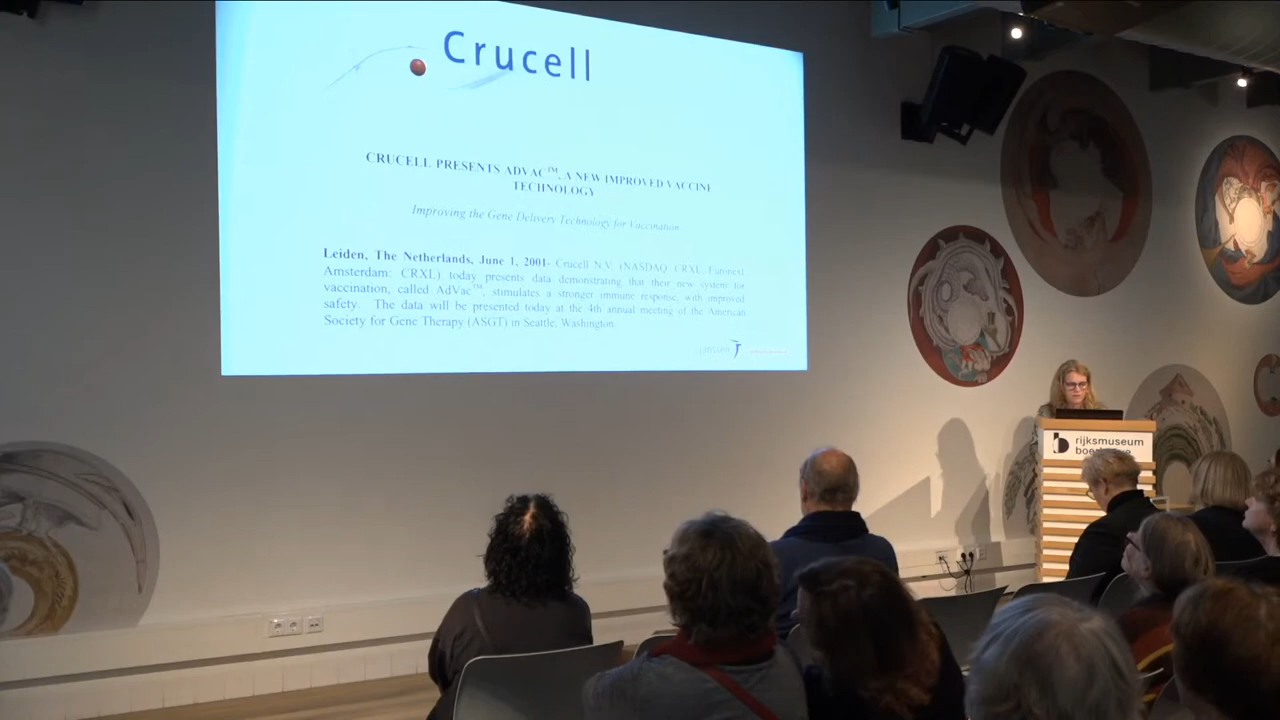 Crucell
CRUCELL PRESENTS ADVAC™, A NEW IMPROVED VACCINE
TECHNOLOGY
Improving the Gene Delivery Technology for Vaccination
Leiden, The Netherlands, June 1, 2001- Crucell N.V. (NASDAQ: CRXL, Euronext
Amsterdam: CRXL) today presents data demonstrating that their new system for
vaccination, called AdVac™, stimulates a stronger immune response, with improved
safety. The data will be presented today at the 4th annual meeting of the American
Society for Gene Therapy (ASGT) in Seattle, Washington.
janssen
rijksmuseum